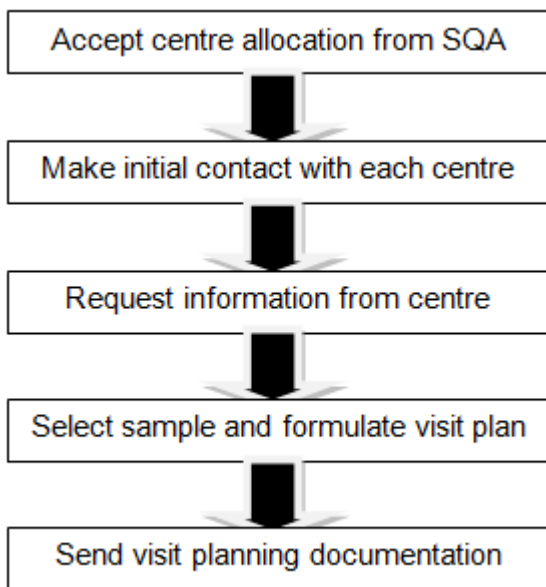 Accept centre allocation from SQA
Make initial contact with each centre
Request information from centre
Select sample and formulate visit plan
Send visit planning documentation